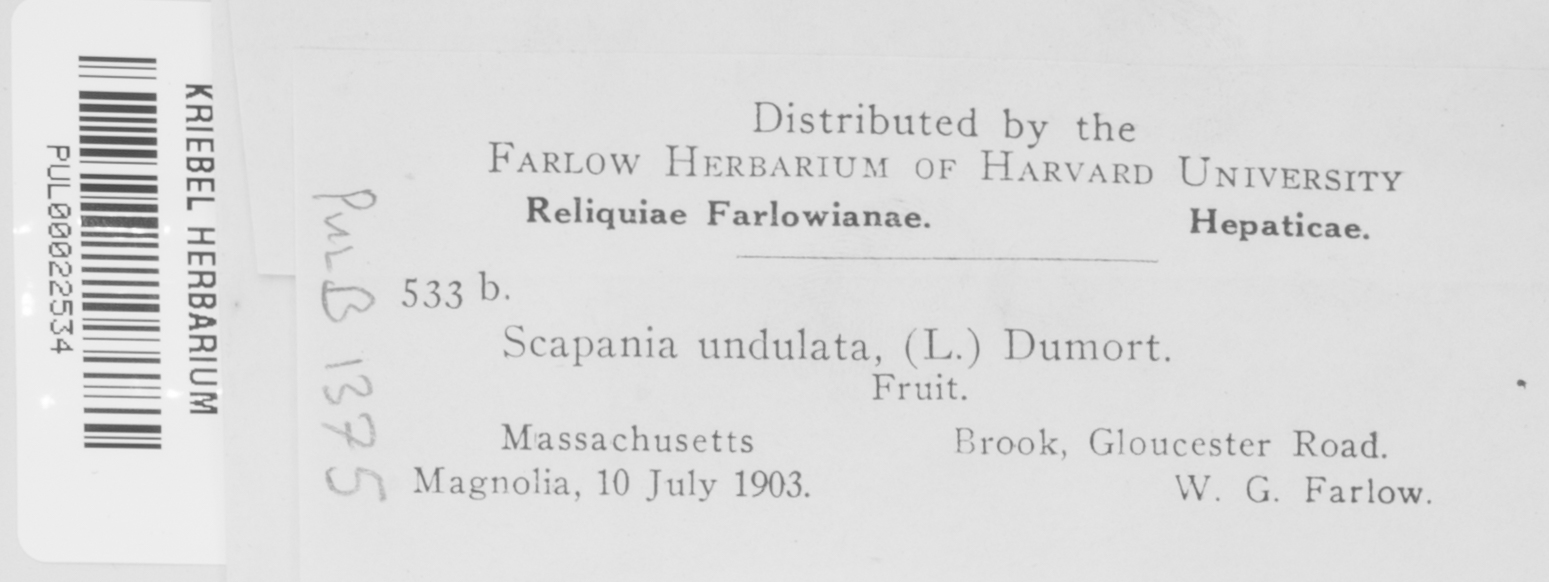 KRIEBEL HERBARIUM
PUL00022534
PULB 1375
Distributed by the
FARLOW HERBARIUM OF HARVARD UNIVERSITY
Reliquiae Farlowianae. Hepaticae.
533 b.
Scapania undulata, (L.) Dumort.
Fruit.
Massachusetts Brook, Gloucester Road.
Magnolia, 10 July 1903. W. G. Farlow.